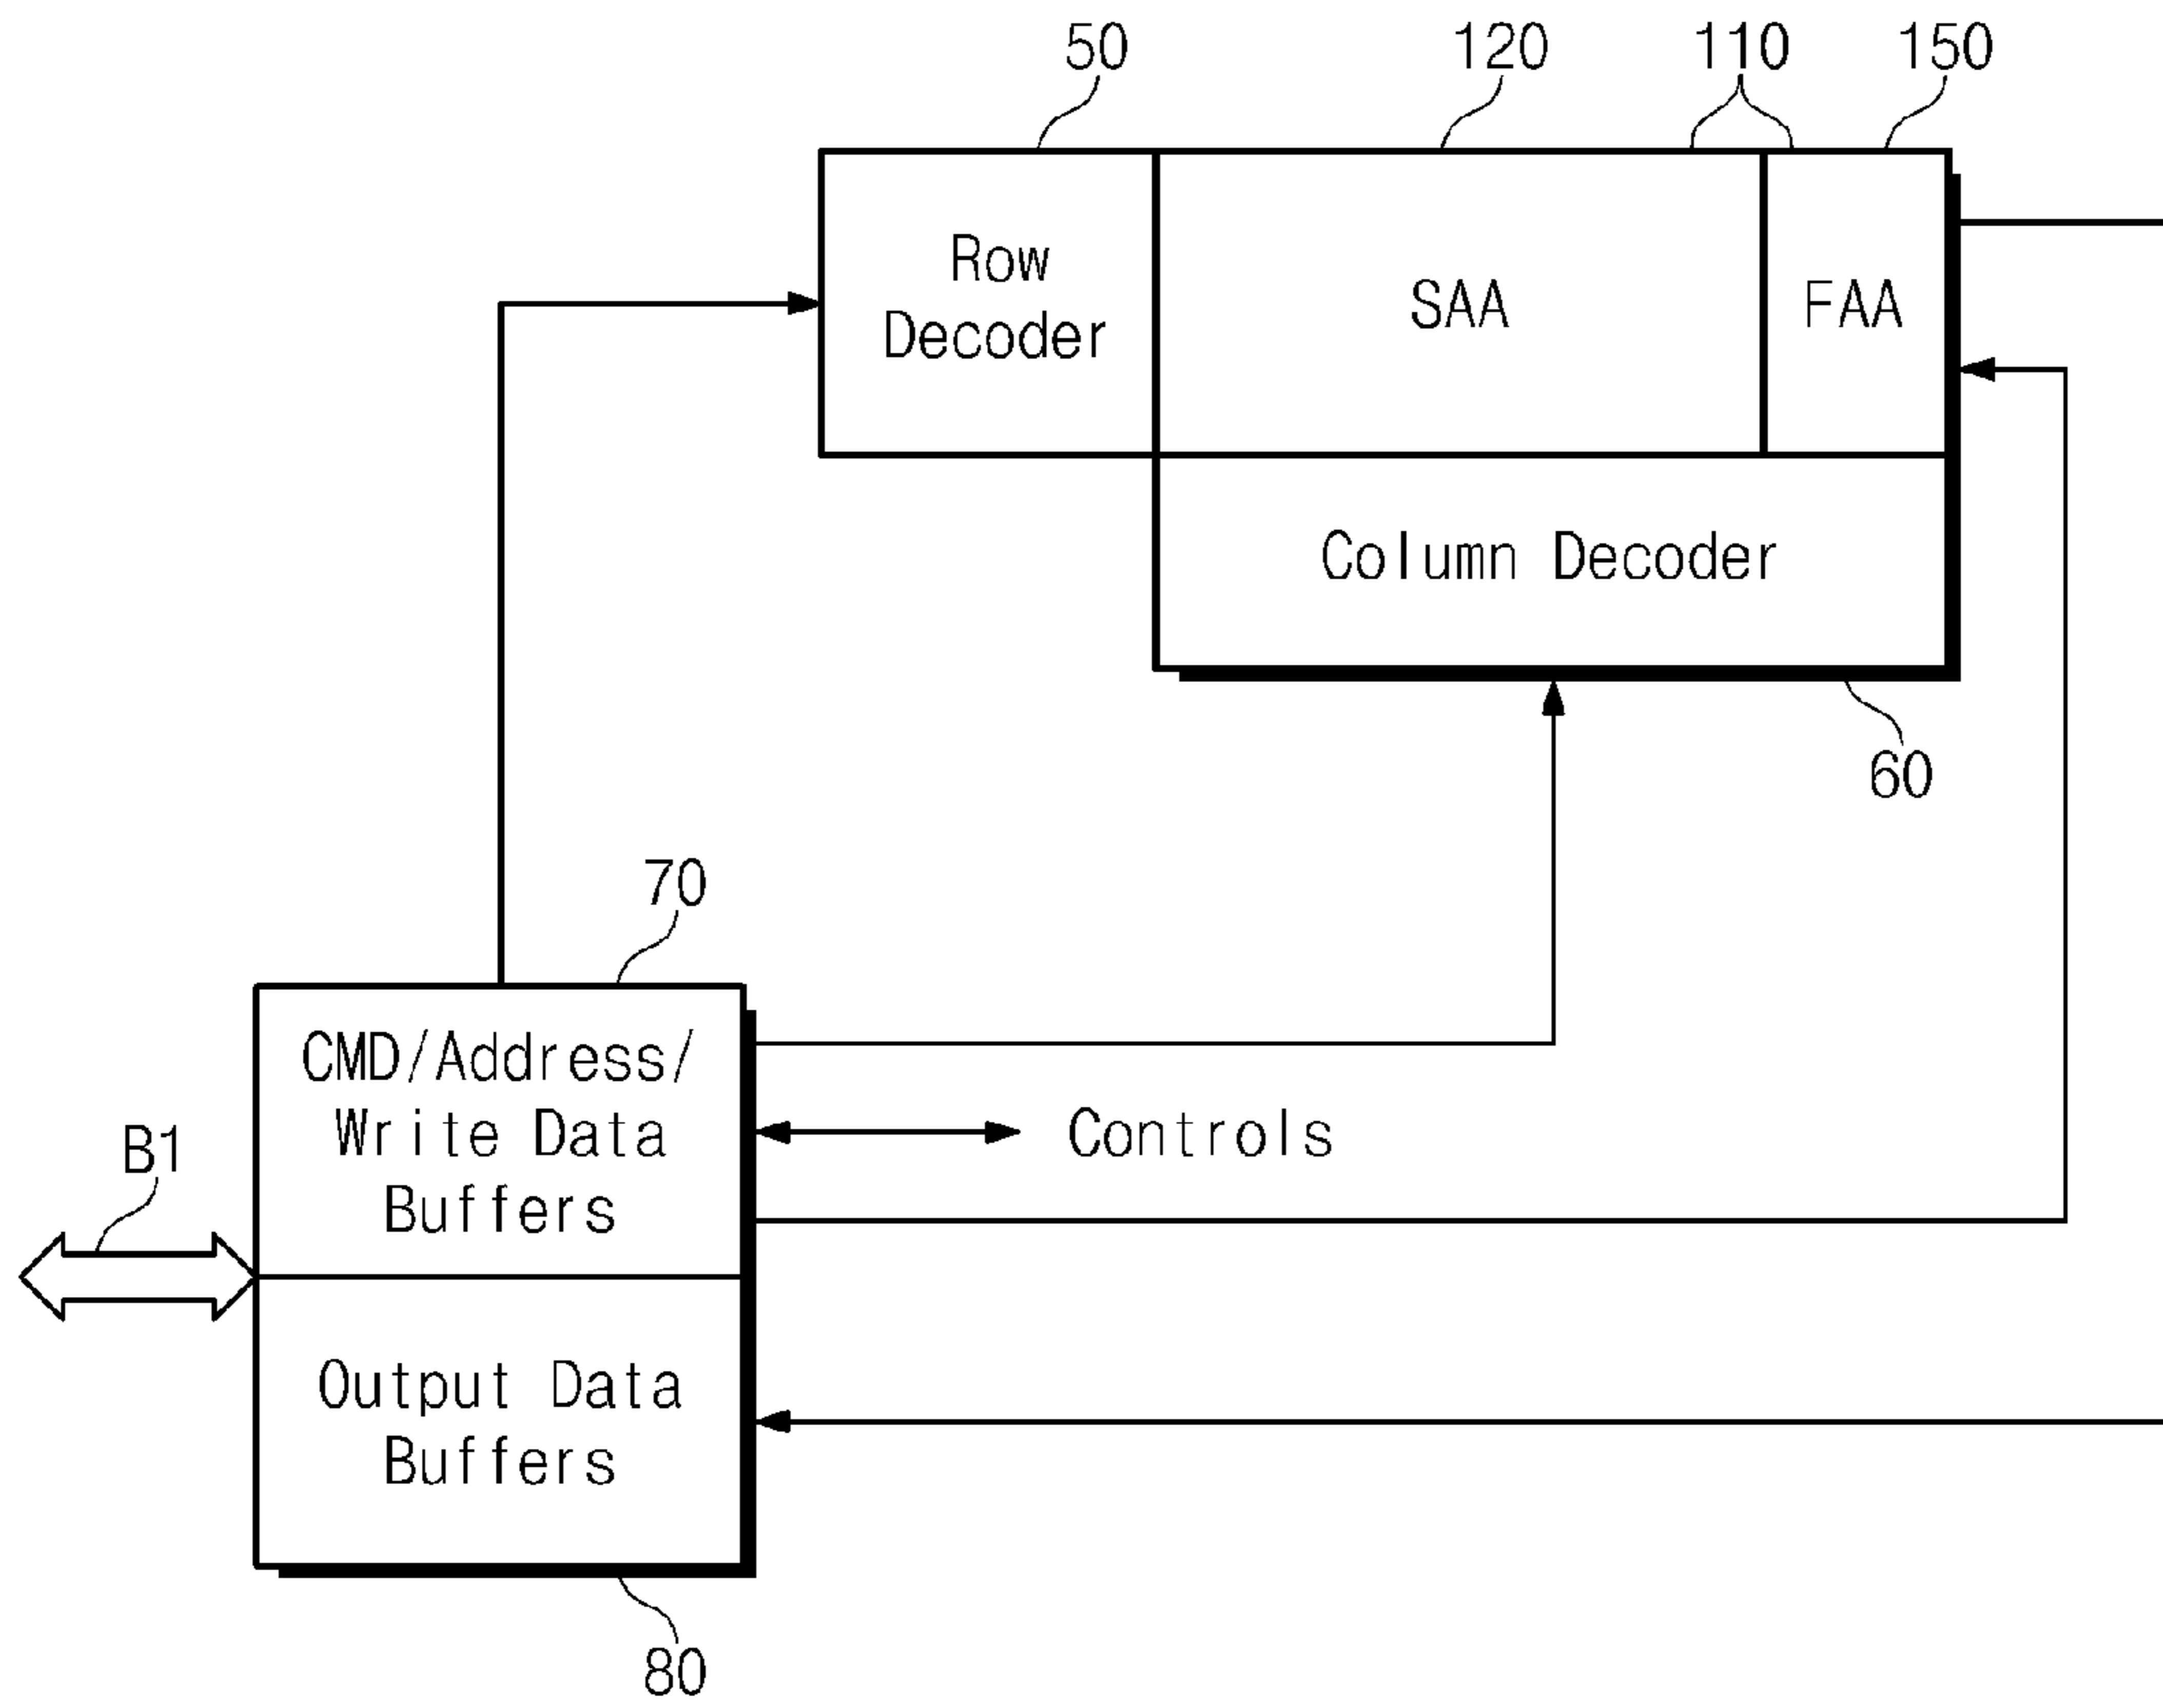 50
120
110
150
Row
Decoder
SAA
FAA
Column Decoder
60
70
CMD/Address/
Write Data
Buffers
Controls
B1
Output Data
Buffers
80